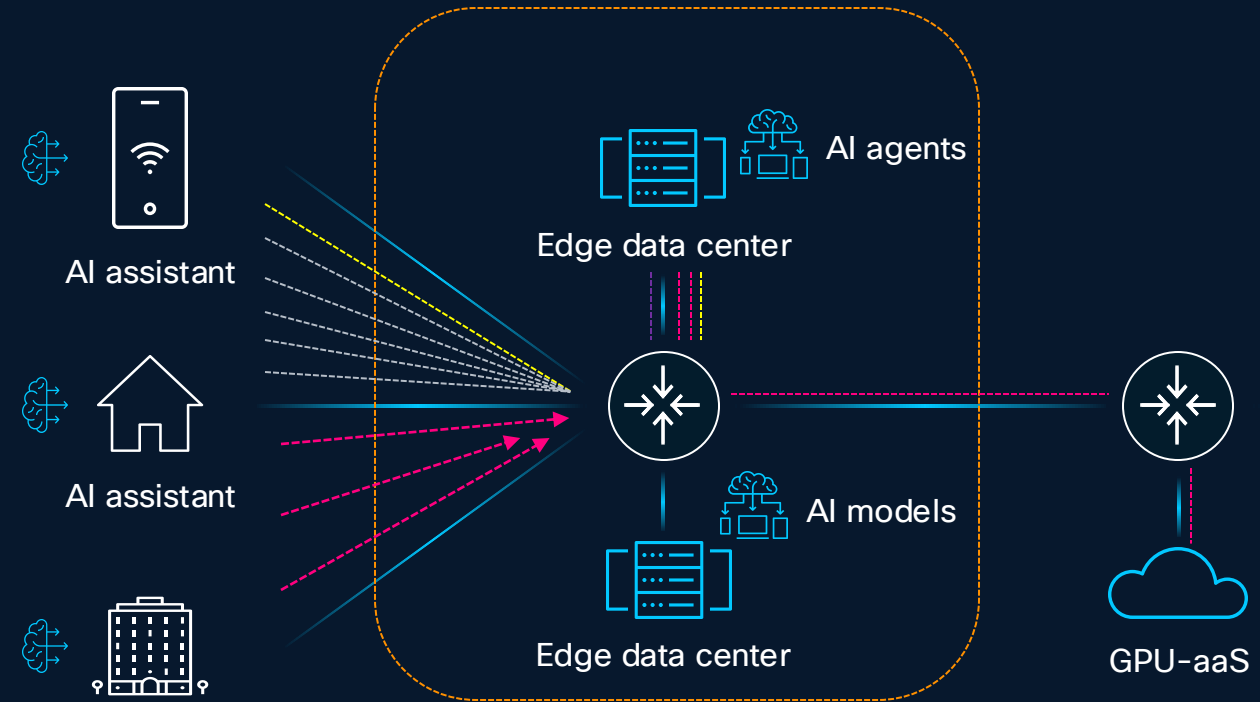 AI assistant
AI assistant
AI agents
Edge data center
AI models
Edge data center
GPU-aaS